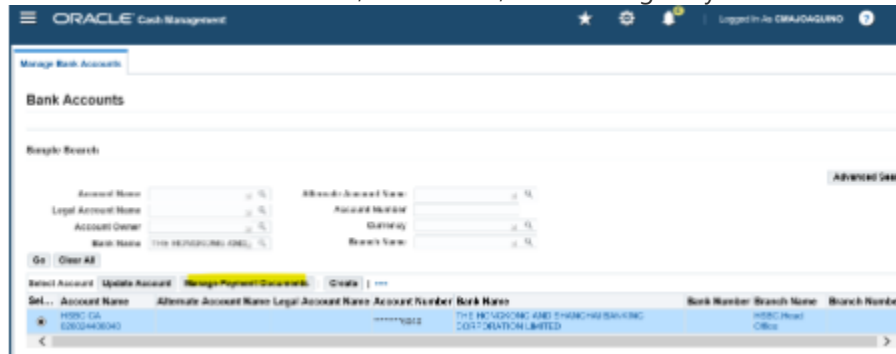 ORACLE Cash Management
Logged In As CMAJOAQUINO
Manage Bank Accounts
Bank Accounts
Simple Search
Advanced Sea
Account Name
Alternate Account Name
Legal Account Name
Account Number
Account Owner
Currency
Bank Name THE HONGKONG AND
Branch Name
Go Clear All
Select Account: Update Account Manage Payment Documents Create
Sel... Account Name Alternate Account Name Legal Account Name Account Number Bank Name Bank Number Branch Name Branch Numbe
HSBC CA THE HONGKONG AND SHANGHAI BANKING HSBC Head
CORPORATION LIMITED Office